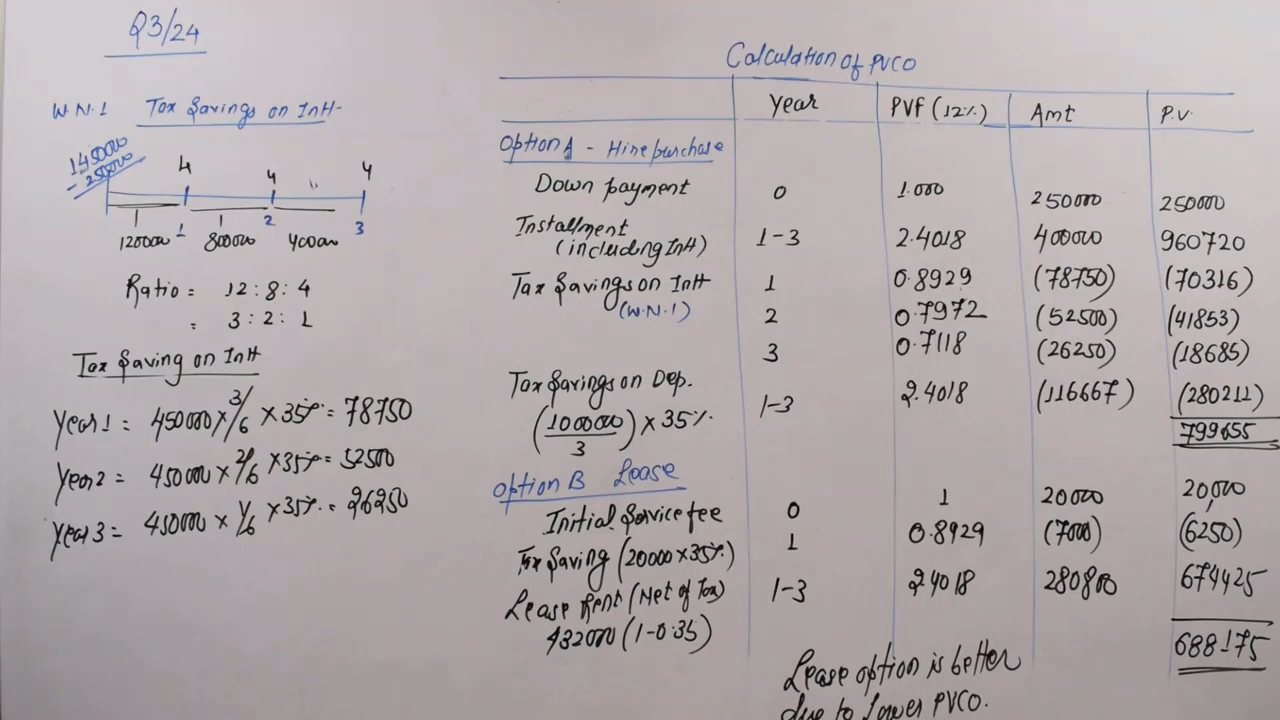 Q3/24
W.N.1 Tax Savings on InH-
1450000
- 250000
4 4 4
1 2 3
1200000 800000 400000
Ratio = 12 : 8 : 4
= 3 : 2 : 1
Tax Saving on InH
Year 1 = 450000 × 3/6 × 35% = 78750
Year 2 = 450000 × 2/6 × 35% = 52500
Year 3 = 450000 × 1/6 × 35% = 26250
Calculation of PVCO
Year PVf (12%) Amt P.V.
Option A - Hire purchase
Down payment 0 1.000 250000 250000
Installment (including InH) 1-3 2.4018 400000 960720
Tax Savings on InH (W.N.1) 1 0.8929 (78750) (70316)
2 0.7972 (52500) (41853)
3 0.7118 (26250) (18685)
Tax Savings on Dep. 1-3 2.4018 (116667) (280211)
(1000000/3) × 35%. 799655
Option B Lease
Initial Service fee 0 1 20000 20,000
Tax Saving (20000 × 35%) 1 0.8929 (7000) (6250)
Lease Rent (Net of Tax) 1-3 2.4018 280800 674425
432000 (1-0.35) 688175
Lease option is better
due to lower PVCO.